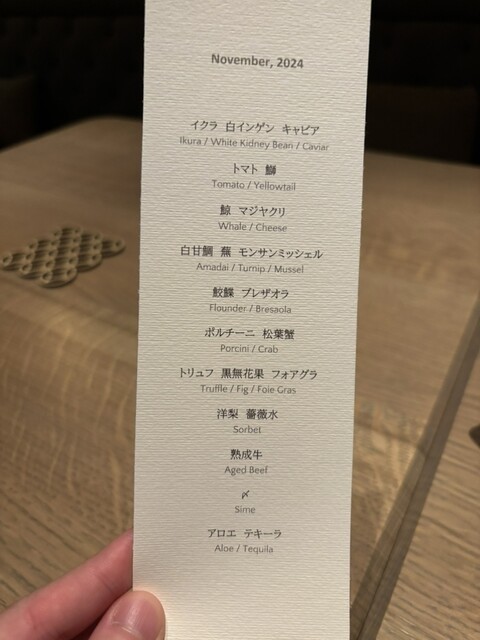 November, 2024
イクラ 白インゲン キャビア
Ikura / White Kidney Bean / Caviar
トマト 鰤
Tomato / Yellowtail
鯨 マジヤクリ
Whale / Cheese
白甘鯛 蕪 モンサンミッシェル
Amadai / Turnip / Mussel
鮫鰈 ブレザオラ
Flounder / Bresaola
ポルチーニ 松葉蟹
Porcini / Crab
トリュフ 黒無花果 フォアグラ
Truffle / Fig / Foie Gras
洋梨 薔薇水
Sorbet
熟成牛
Aged Beef
〆
Sime
アロエ テキーラ
Aloe / Tequila